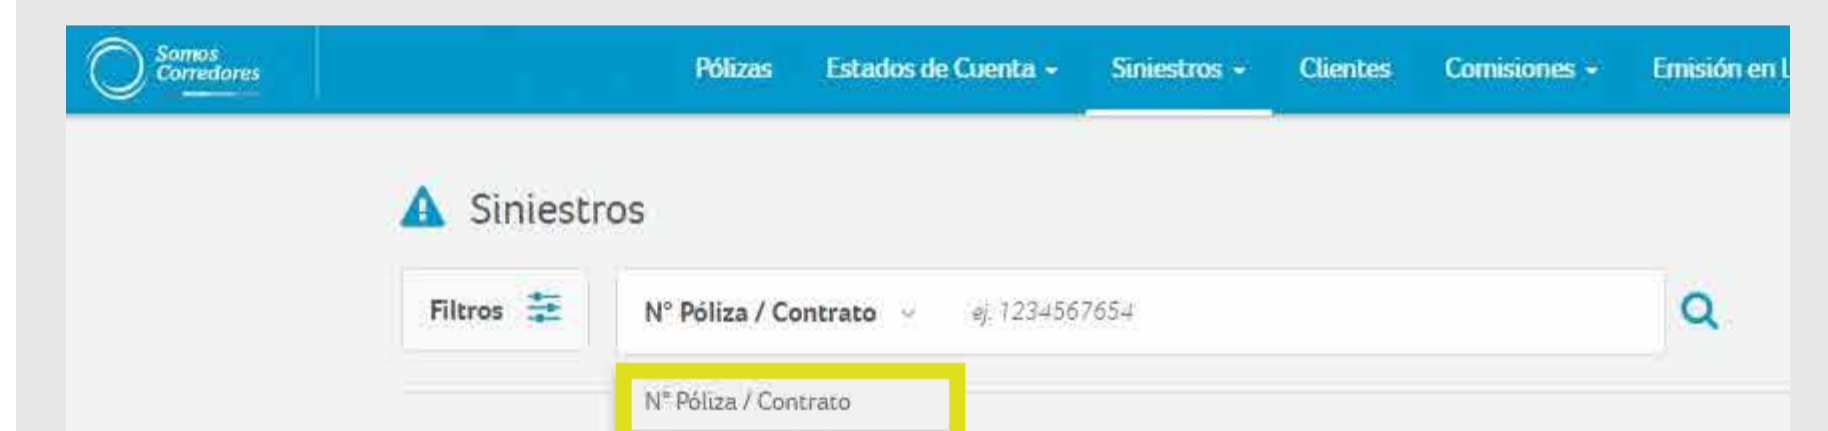 Somos
Corredores
Pólizas Estados de Cuenta Siniestros Clientes Comisiones Emisión en L
Siniestros
Filtros N° Póliza / Contrato ej. 1234567654
N° Póliza / Contrato